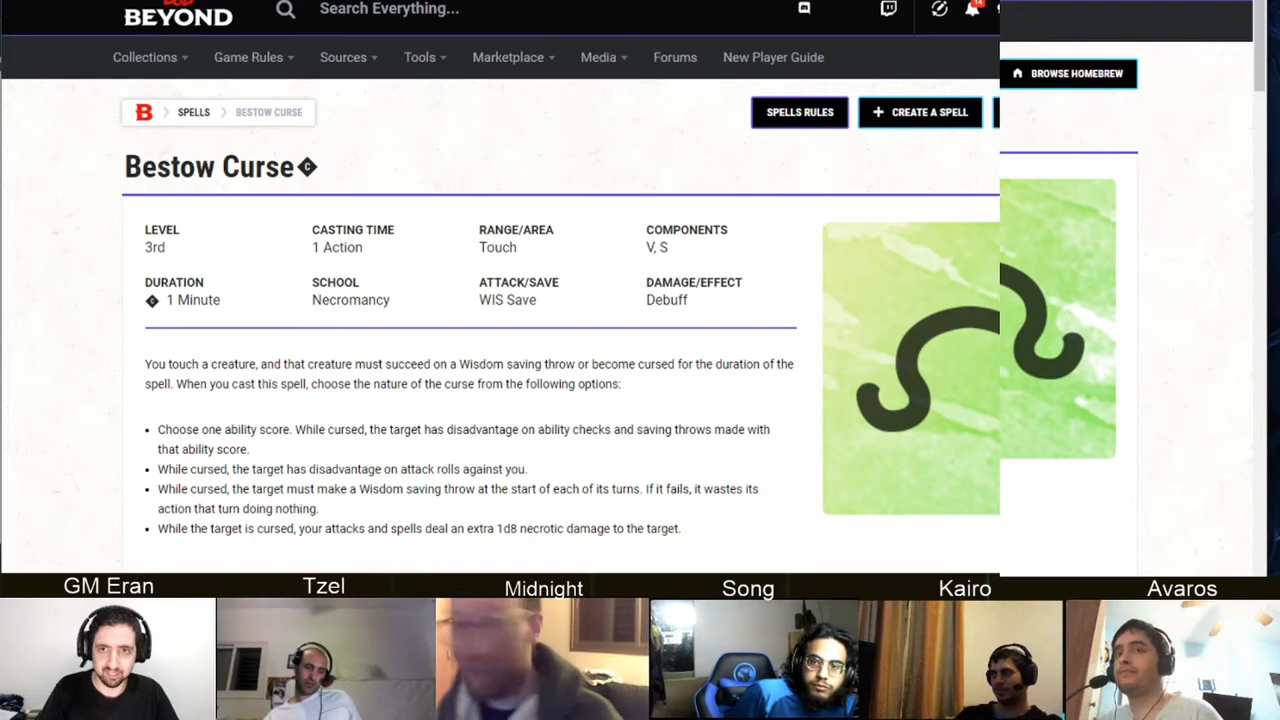 BEYOND
Search Everything...
14
Collections
Game Rules
Sources
Tools
Marketplace
Media
Forums
New Player Guide
BROWSE HOMEBREW
B
SPELLS
BESTOW CURSE
SPELLS RULES
CREATE A SPELL
Bestow Curse C
LEVEL
CASTING TIME
RANGE/AREA
COMPONENTS
3rd
1 Action
Touch
V, S
DURATION
SCHOOL
ATTACK/SAVE
DAMAGE/EFFECT
C 1 Minute
Necromancy
WIS Save
Debuff
You touch a creature, and that creature must succeed on a Wisdom saving throw or become cursed for the duration of the
spell. When you cast this spell, choose the nature of the curse from the following options:
• Choose one ability score. While cursed, the target has disadvantage on ability checks and saving throws made with
that ability score.
• While cursed, the target has disadvantage on attack rolls against you.
• While cursed, the target must make a Wisdom saving throw at the start of each of its turns. If it fails, it wastes its
action that turn doing nothing.
• While the target is cursed, your attacks and spells deal an extra 1d8 necrotic damage to the target.
GM Eran
Tzel
Midnight
Song
Kairo
Avaros